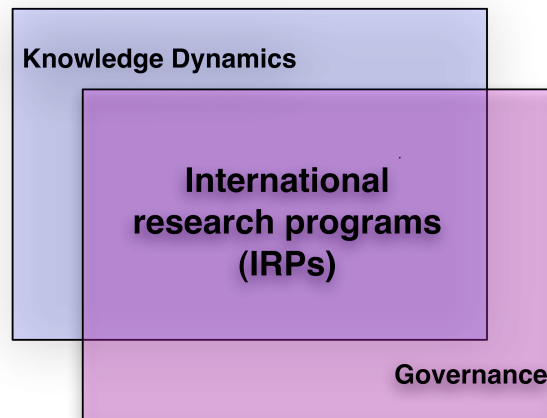 Knowledge Dynamics
International
research programs
(IRPs)
Governance